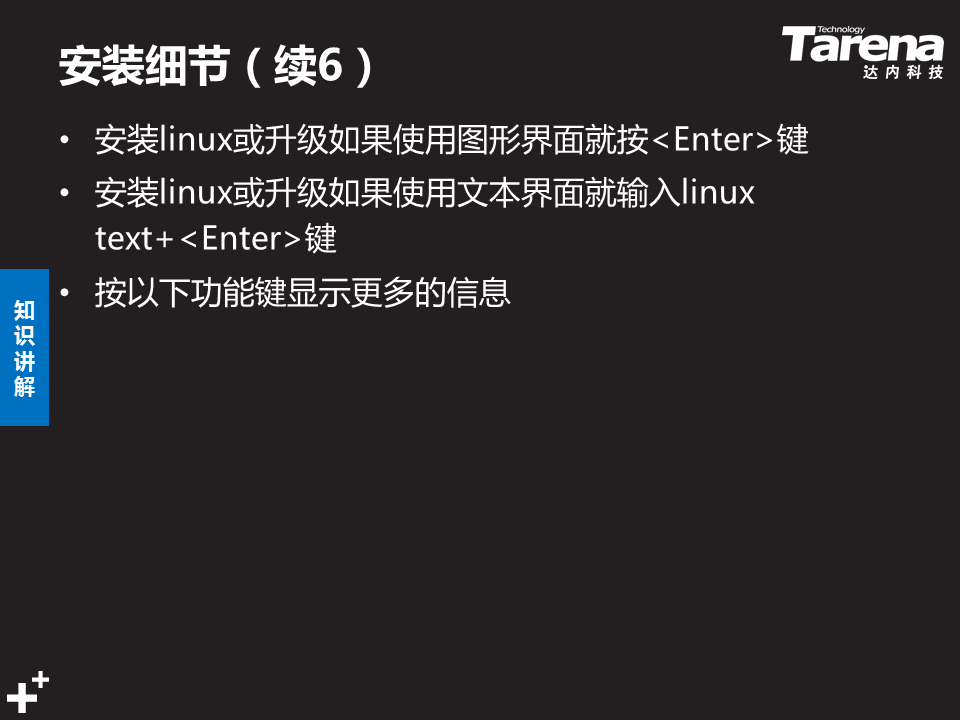 安装细节（续6）
Technology
Tarena
达内科技
• 安装linux或升级如果使用图形界面就按<Enter>键
• 安装linux或升级如果使用文本界面就输入linux
text+<Enter>键
• 按以下功能键显示更多的信息
知
识
讲
解